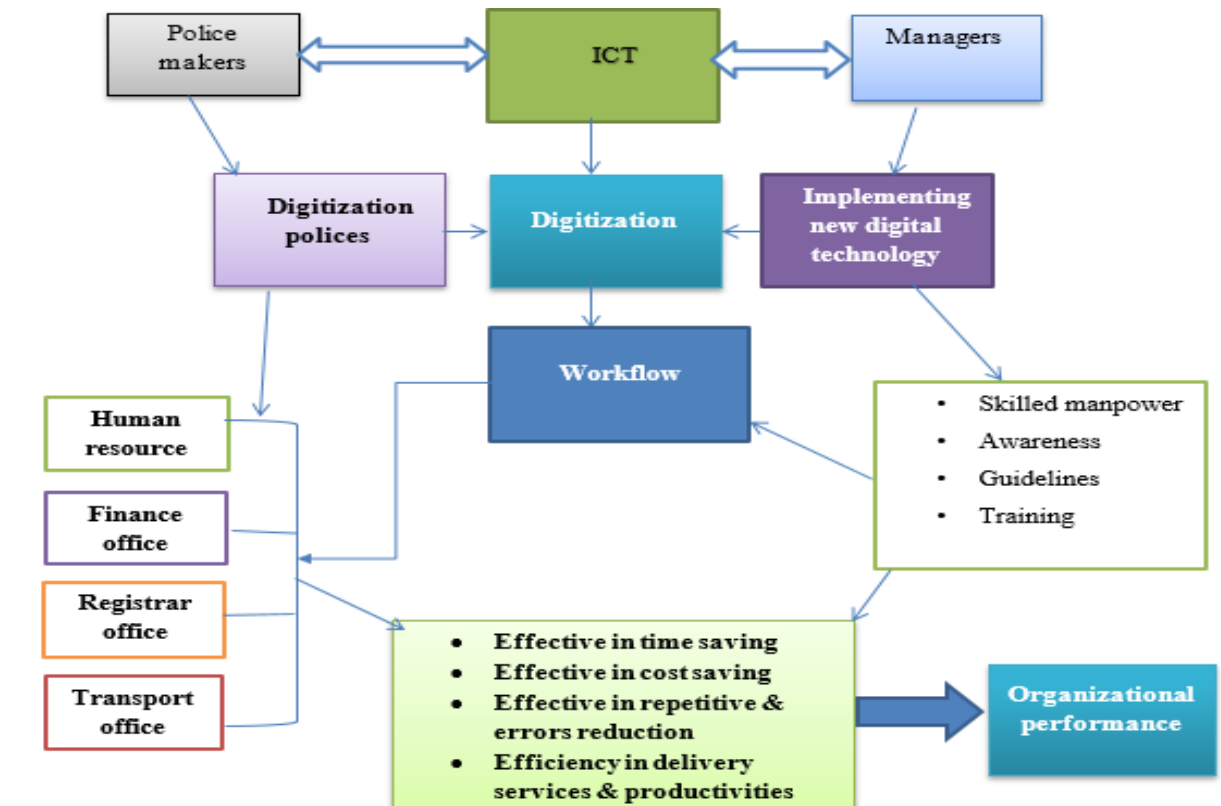 Police
makers
ICT
Managers
Digitization
polices
Digitization
Implementing
new digital
technology
Workflow
• Skilled manpower
• Awareness
• Guidelines
• Training
Human
resource
Finance
office
Registrar
office
Transport
office
• Effective in time saving
• Effective in cost saving
• Effective in repetitive &
errors reduction
• Efficiency in delivery
services & productivities
Organizational
performance